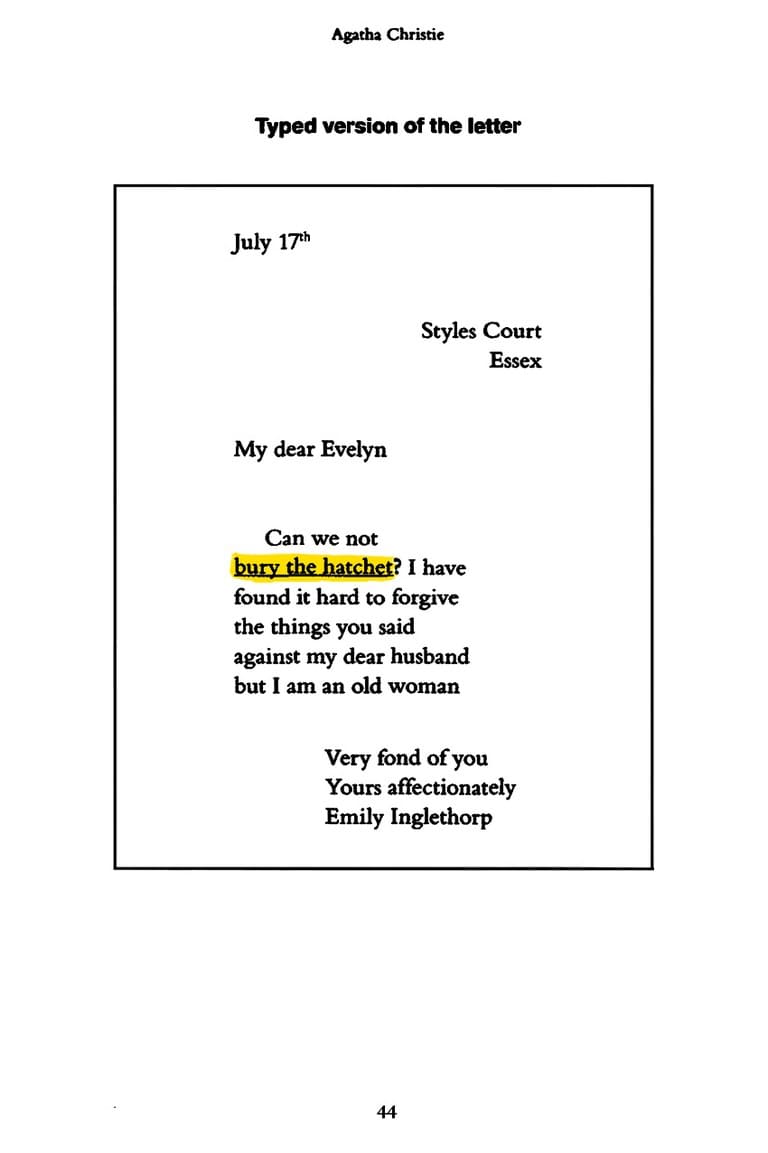 Agatha Christie
Typed version of the letter
July 17th
Styles Court
Essex
My dear Evelyn
Can we not
bury the hatchet? I have
found it hard to forgive
the things you said
against my dear husband
but I am an old woman
Very fond of you
Yours affectionately
Emily Inglethorp
44